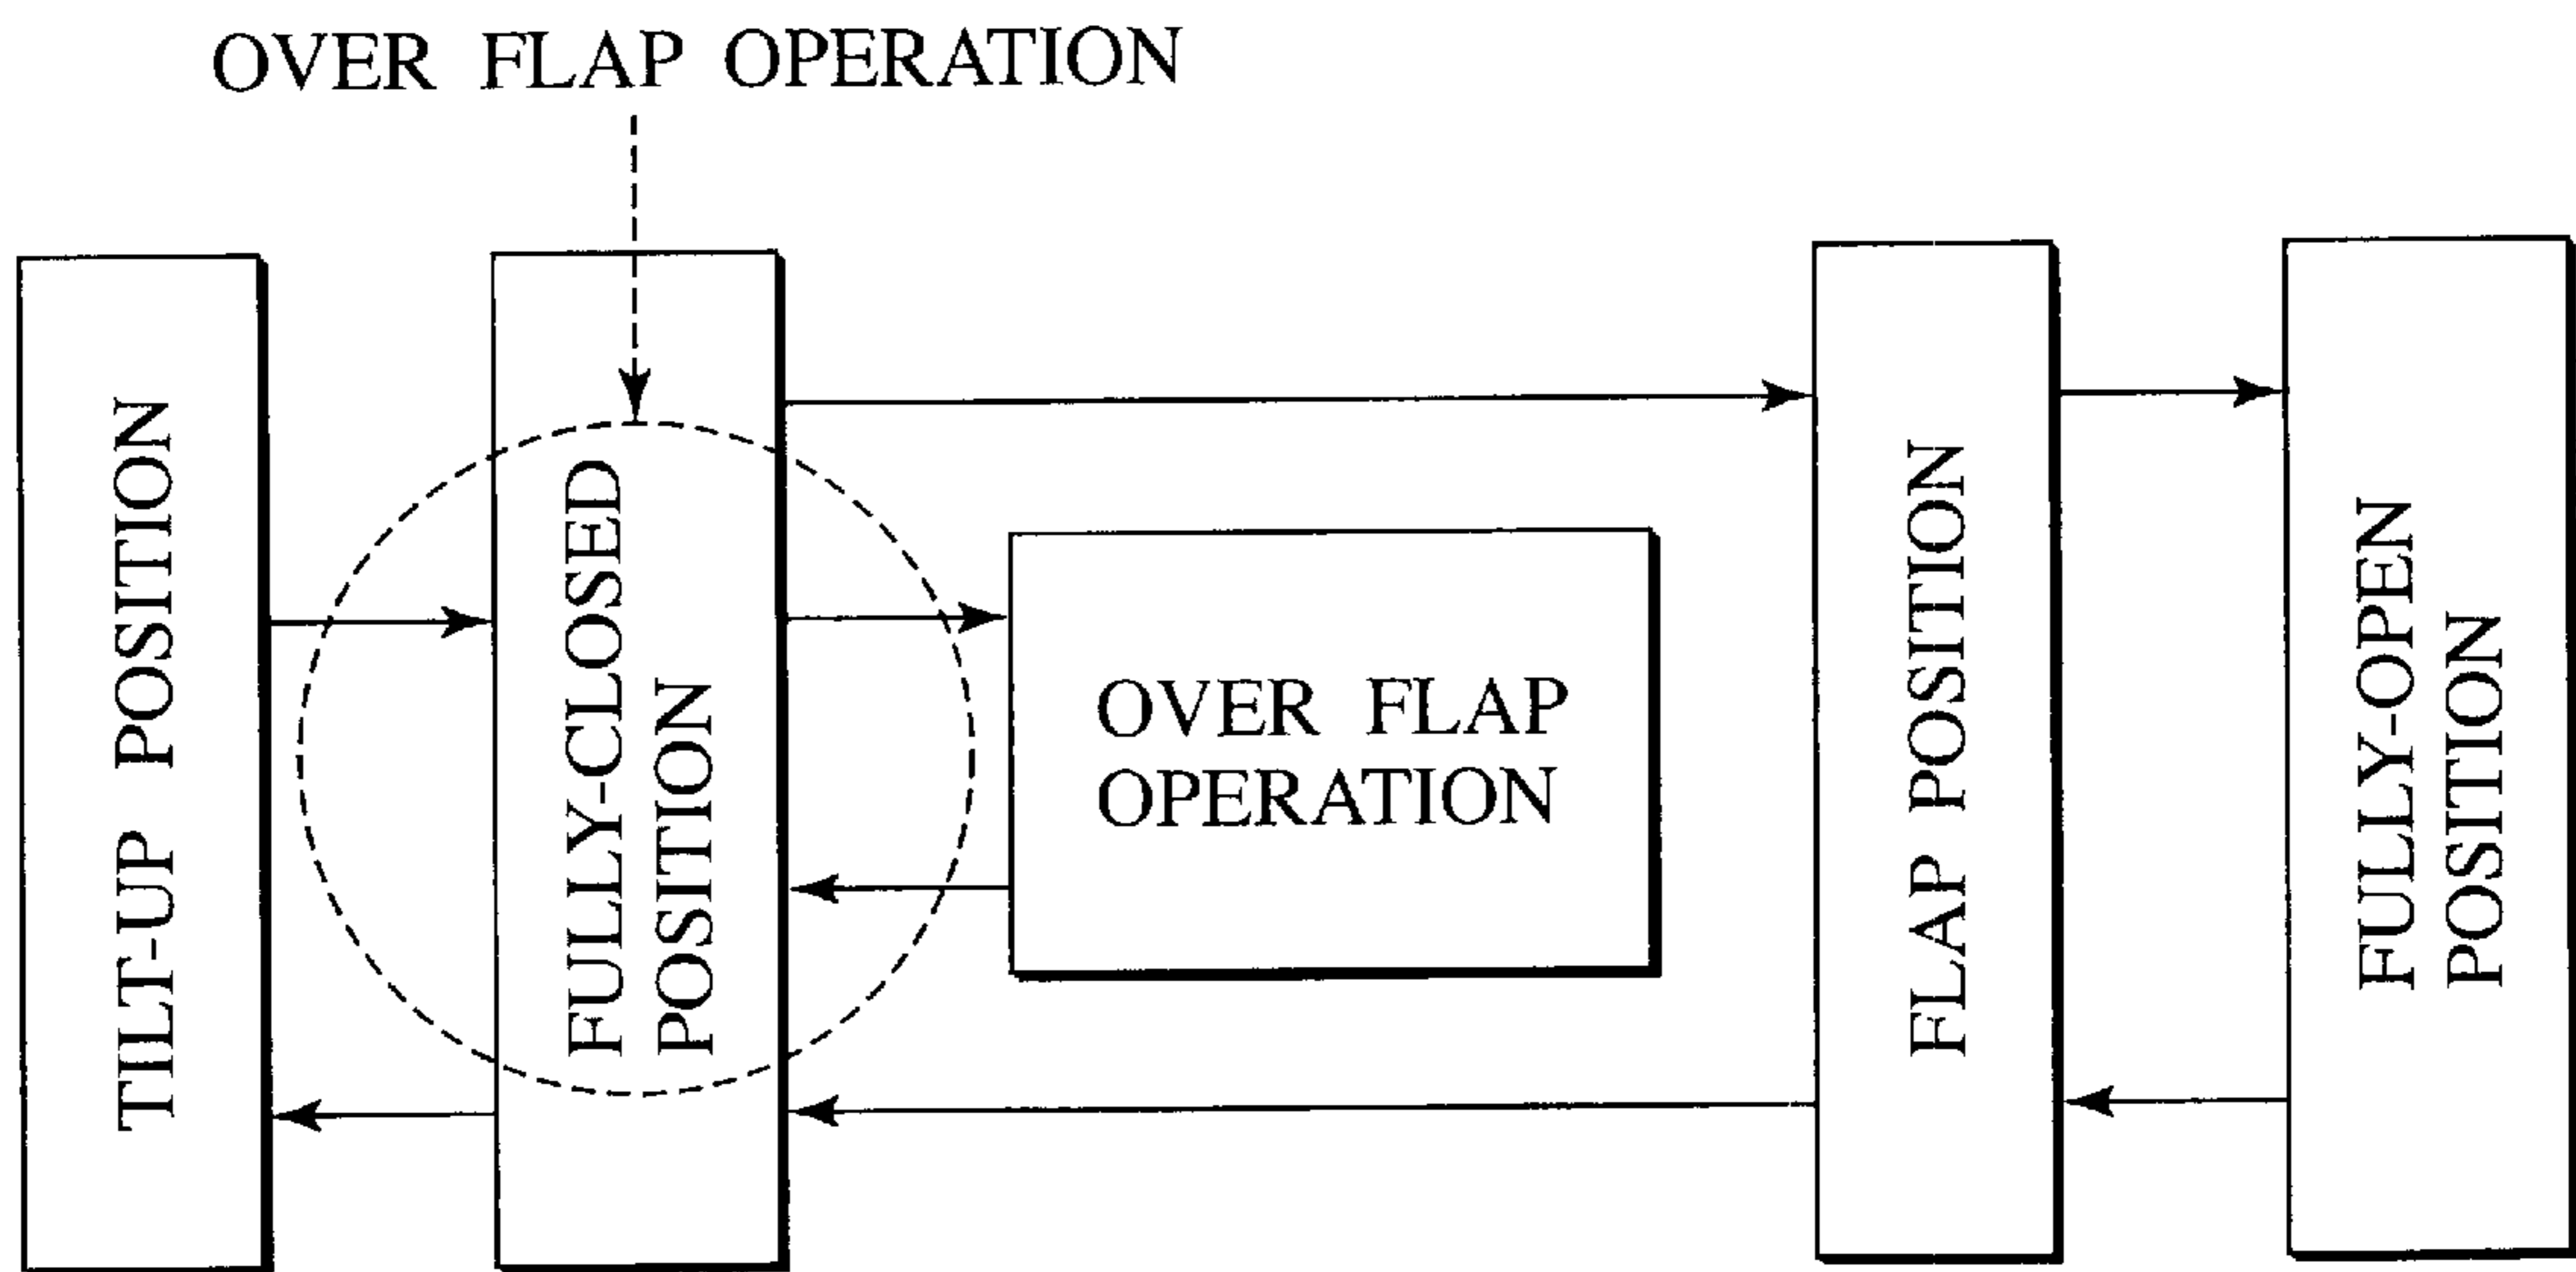 OVER FLAP OPERATION
TILT-UP POSITION
FULLY-CLOSED
POSITION
OVER FLAP
OPERATION
FLAP POSITION
FULLY-OPEN
POSITION